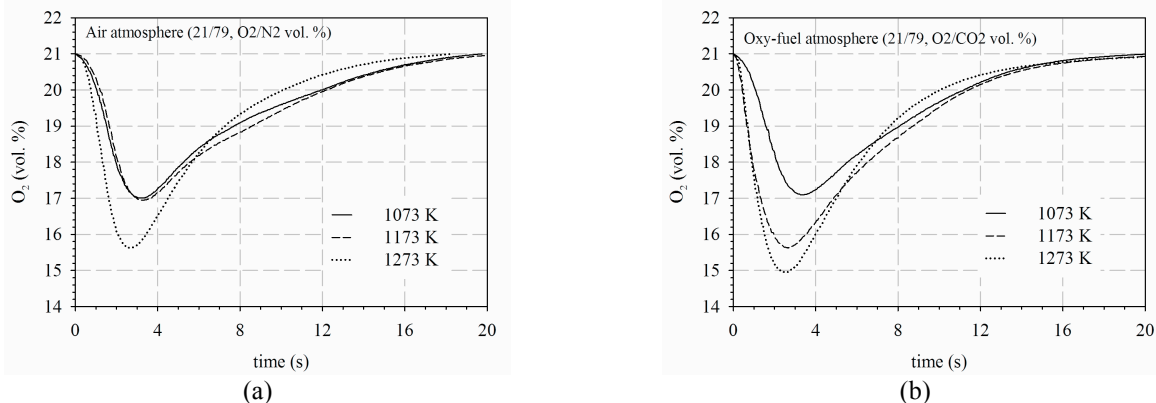 22
21
20
19
18
17
16
15
14
O2 (vol. %)
Air atmosphere (21/79, O2/N2 vol. %)
1073 K
1173 K
1273 K
0 4 8 12 16 20
time (s)
(a)
22
21
20
19
18
17
16
15
14
O2 (vol. %)
Oxy-fuel atmosphere (21/79, O2/CO2 vol. %)
1073 K
1173 K
1273 K
0 4 8 12 16 20
time (s)
(b)